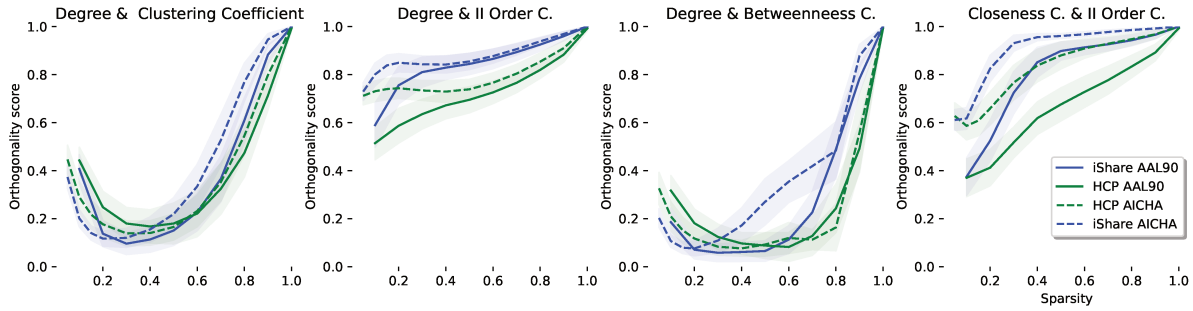 Degree &  Clustering Coefficient
Orthogonality score
1.0
0.8
0.6
0.4
0.2
0.0
0.2 0.4 0.6 0.8 1.0
Degree & II Order C.
Orthogonality score
1.0
0.8
0.6
0.4
0.2
0.0
0.2 0.4 0.6 0.8 1.0
Degree & Betweenneess C.
Orthogonality score
1.0
0.8
0.6
0.4
0.2
0.0
0.2 0.4 0.6 0.8 1.0
Closeness C. & II Order C.
Orthogonality score
1.0
0.8
0.6
0.4
0.2
0.0
0.2 0.4 0.6 0.8 1.0
Sparsity
iShare AAL90
HCP AAL90
HCP AICHA
iShare AICHA